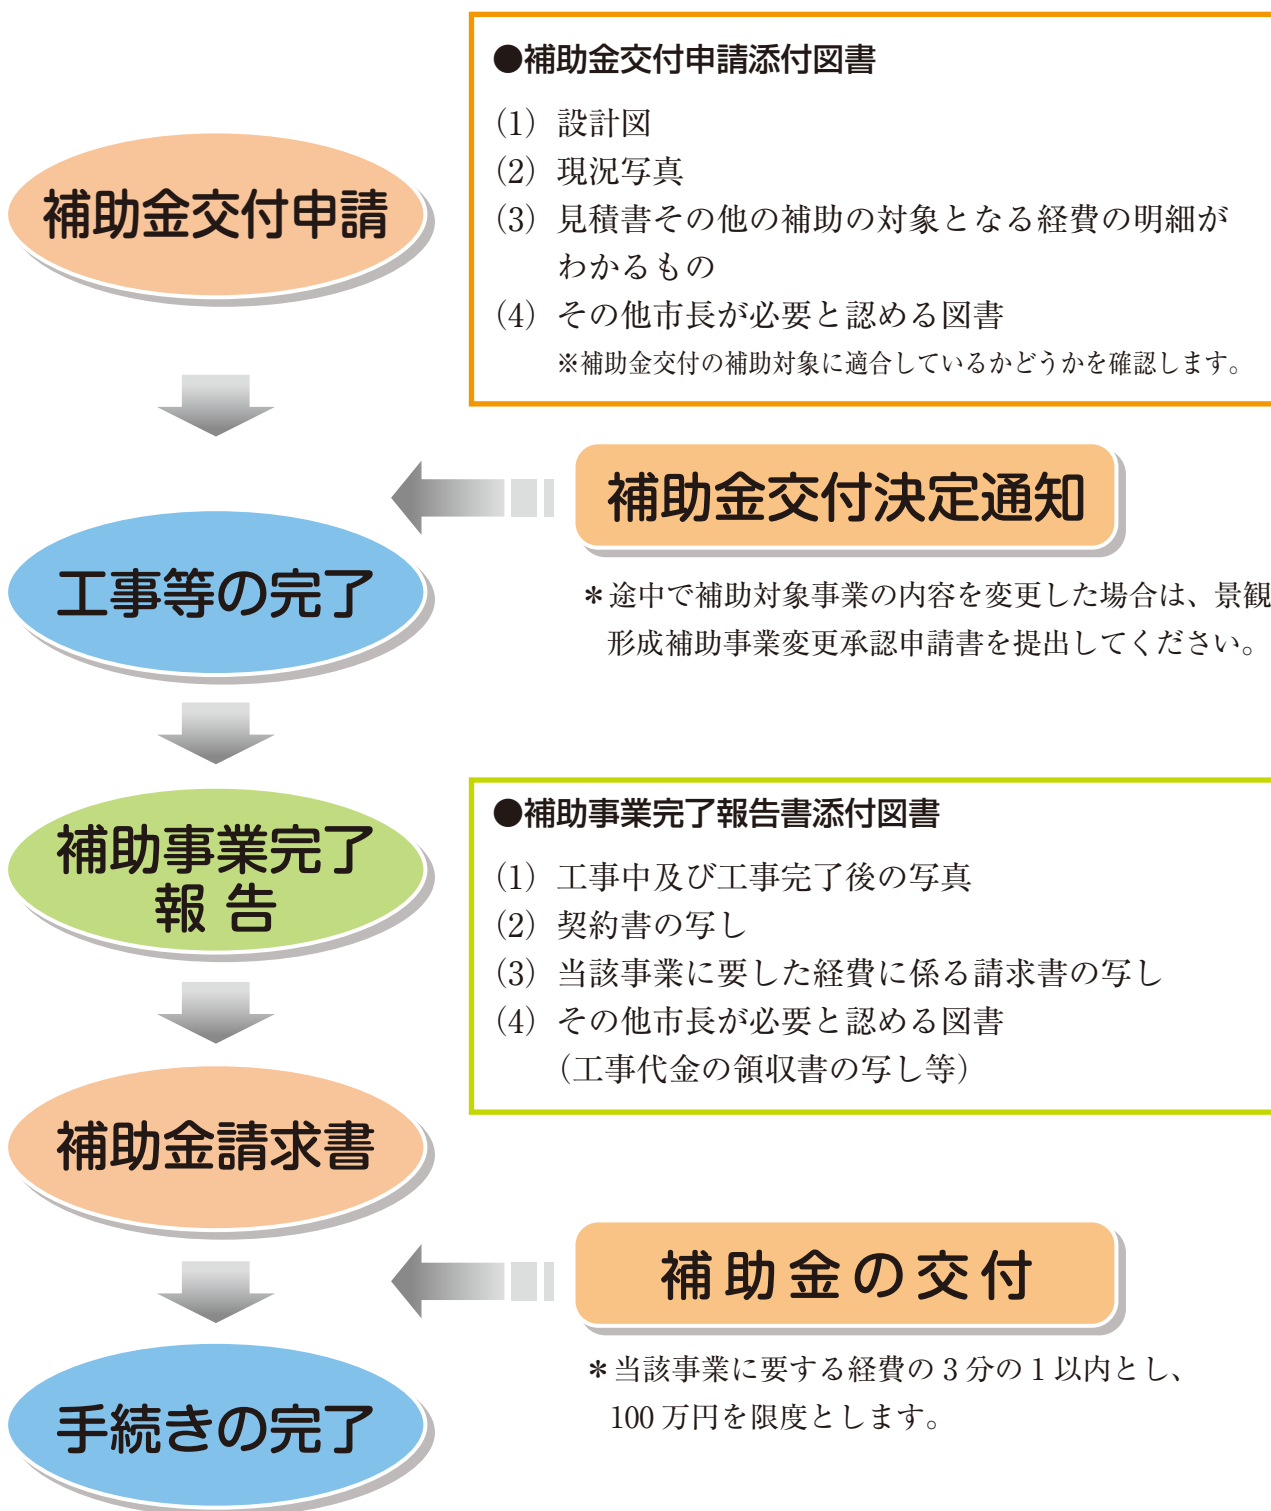 補助金交付申請
●補助金交付申請添付図書
(1) 設計図
(2) 現況写真
(3) 見積書その他の補助の対象となる経費の明細が
わかるもの
(4) その他市長が必要と認める図書
※補助金交付の補助対象に適合しているかどうかを確認します。
補助金交付決定通知
＊途中で補助対象事業の内容を変更した場合は、景観
形成補助事業変更承認申請書を提出してください。
工事等の完了
補助事業完了
報告
●補助事業完了報告書添付図書
(1) 工事中及び工事完了後の写真
(2) 契約書の写し
(3) 当該事業に要した経費に係る請求書の写し
(4) その他市長が必要と認める図書
（工事代金の領収書の写し等）
補助金請求書
補助金の交付
＊当該事業に要する経費の3分の1以内とし、
100万円を限度とします。
手続きの完了